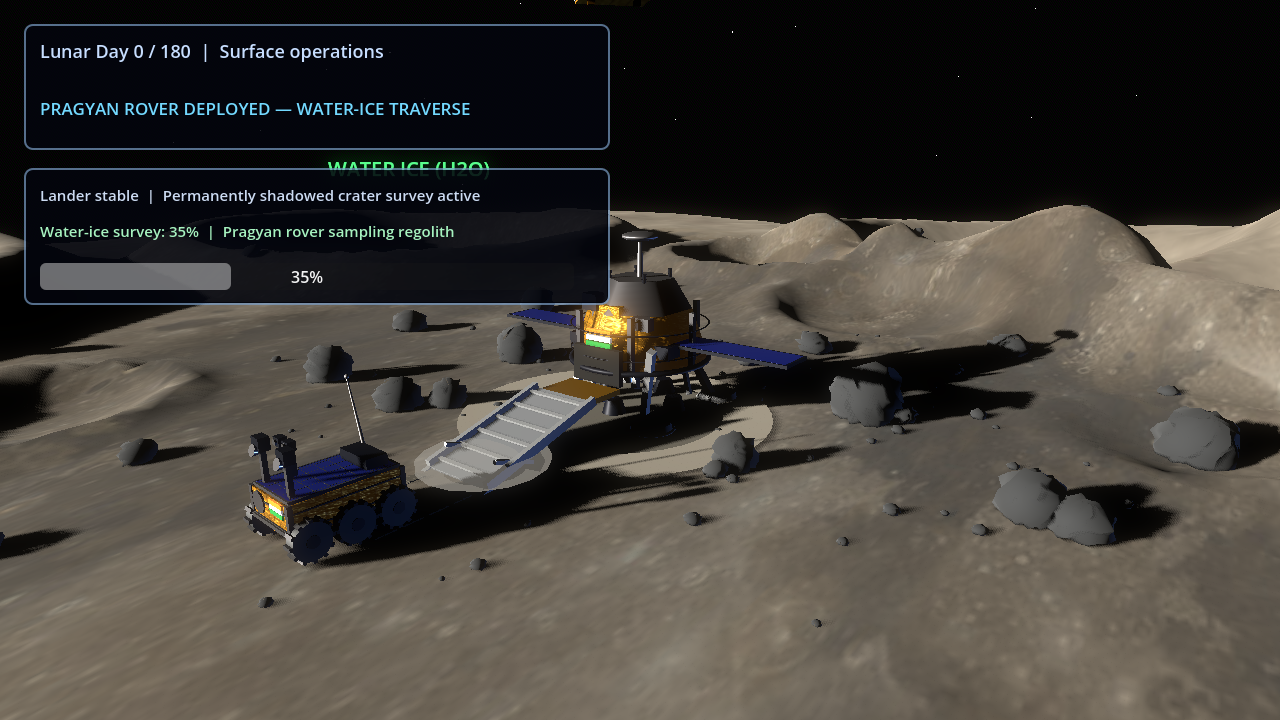 Lunar Day 0 / 180 | Surface operations
PRAGYAN ROVER DEPLOYED — WATER-ICE TRAVERSE
WATER ICE (H2O)
Lander stable | Permanently shadowed crater survey active
Water-ice survey: 35% | Pragyan rover sampling regolith
35%